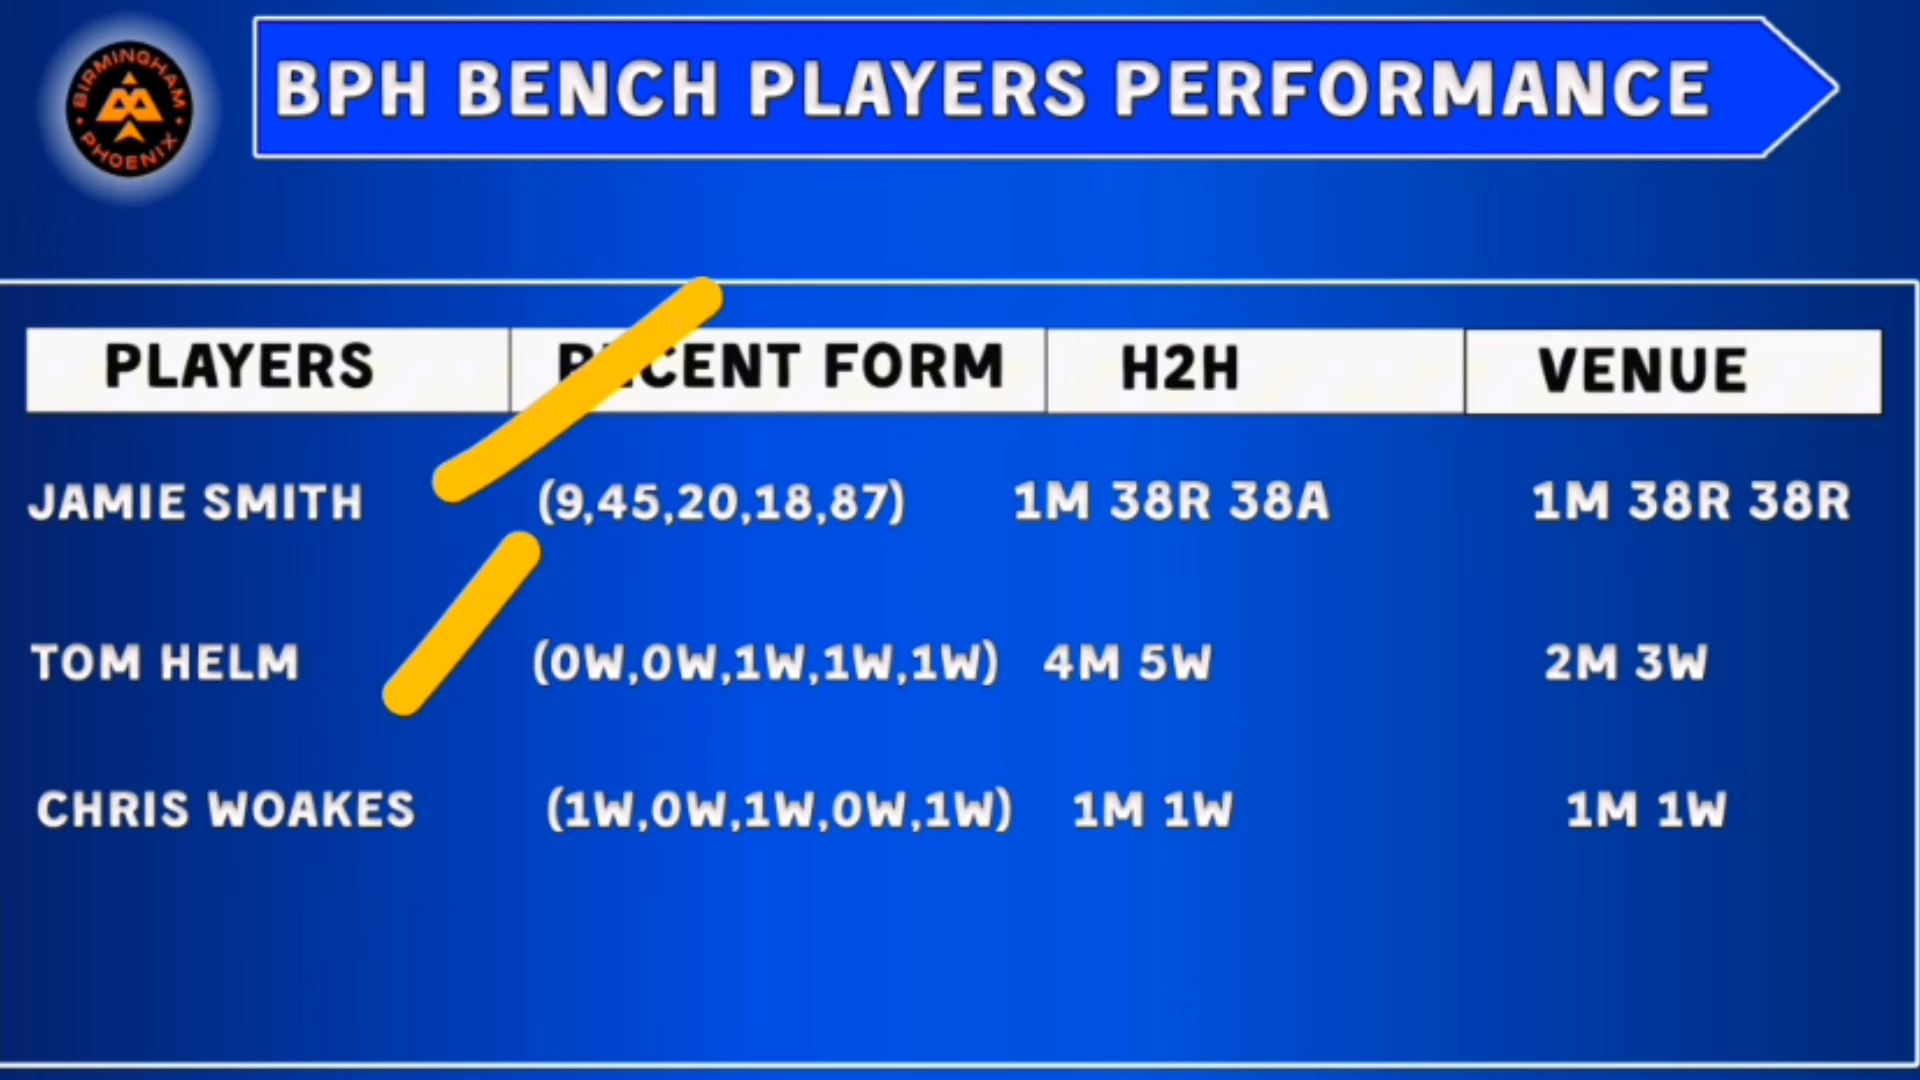 BIRMINGHAM
PHOENIX
BPH BENCH PLAYERS PERFORMANCE
PLAYERS RECENT FORM H2H VENUE
JAMIE SMITH (9,45,20,18,87) 1M 38R 38A 1M 38R 38R
TOM HELM (0W,0W,1W,1W,1W) 4M 5W 2M 3W
CHRIS WOAKES (1W,0W,1W,0W,1W) 1M 1W 1M 1W